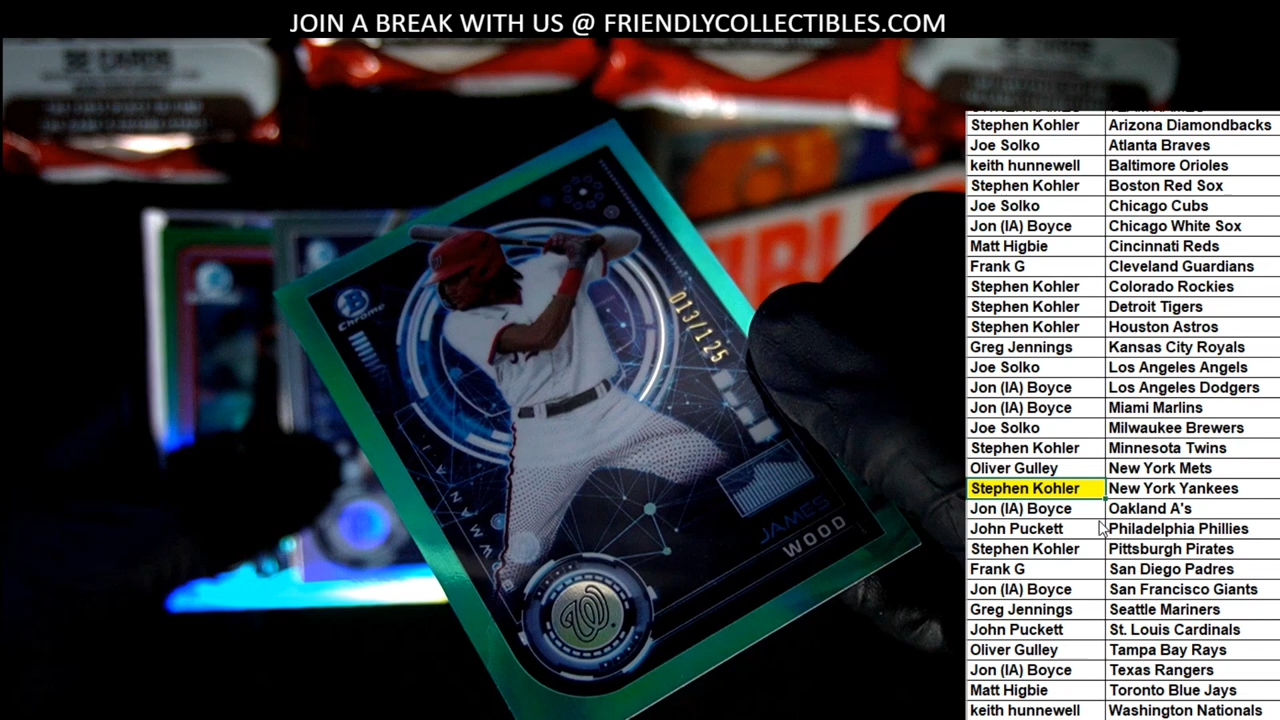 JOIN A BREAK WITH US @ FRIENDLYCOLLECTIBLES.COM
Stephen Kohler Arizona Diamondbacks
Joe Solko Atlanta Braves
keith hunnewell Baltimore Orioles
Stephen Kohler Boston Red Sox
Joe Solko Chicago Cubs
Jon (IA) Boyce Chicago White Sox
Matt Higbie Cincinnati Reds
Frank G Cleveland Guardians
Stephen Kohler Colorado Rockies
Stephen Kohler Detroit Tigers
Stephen Kohler Houston Astros
Greg Jennings Kansas City Royals
Joe Solko Los Angeles Angels
Jon (IA) Boyce Los Angeles Dodgers
Jon (IA) Boyce Miami Marlins
Joe Solko Milwaukee Brewers
Stephen Kohler Minnesota Twins
Oliver Gulley New York Mets
Stephen Kohler New York Yankees
Jon (IA) Boyce Oakland A's
John Puckett Philadelphia Phillies
Stephen Kohler Pittsburgh Pirates
Frank G San Diego Padres
Jon (IA) Boyce San Francisco Giants
Greg Jennings Seattle Mariners
John Puckett St. Louis Cardinals
Oliver Gulley Tampa Bay Rays
Jon (IA) Boyce Texas Rangers
Matt Higbie Toronto Blue Jays
keith hunnewell Washington Nationals
B
Chrome
013/125
JAMES
WOOD
W